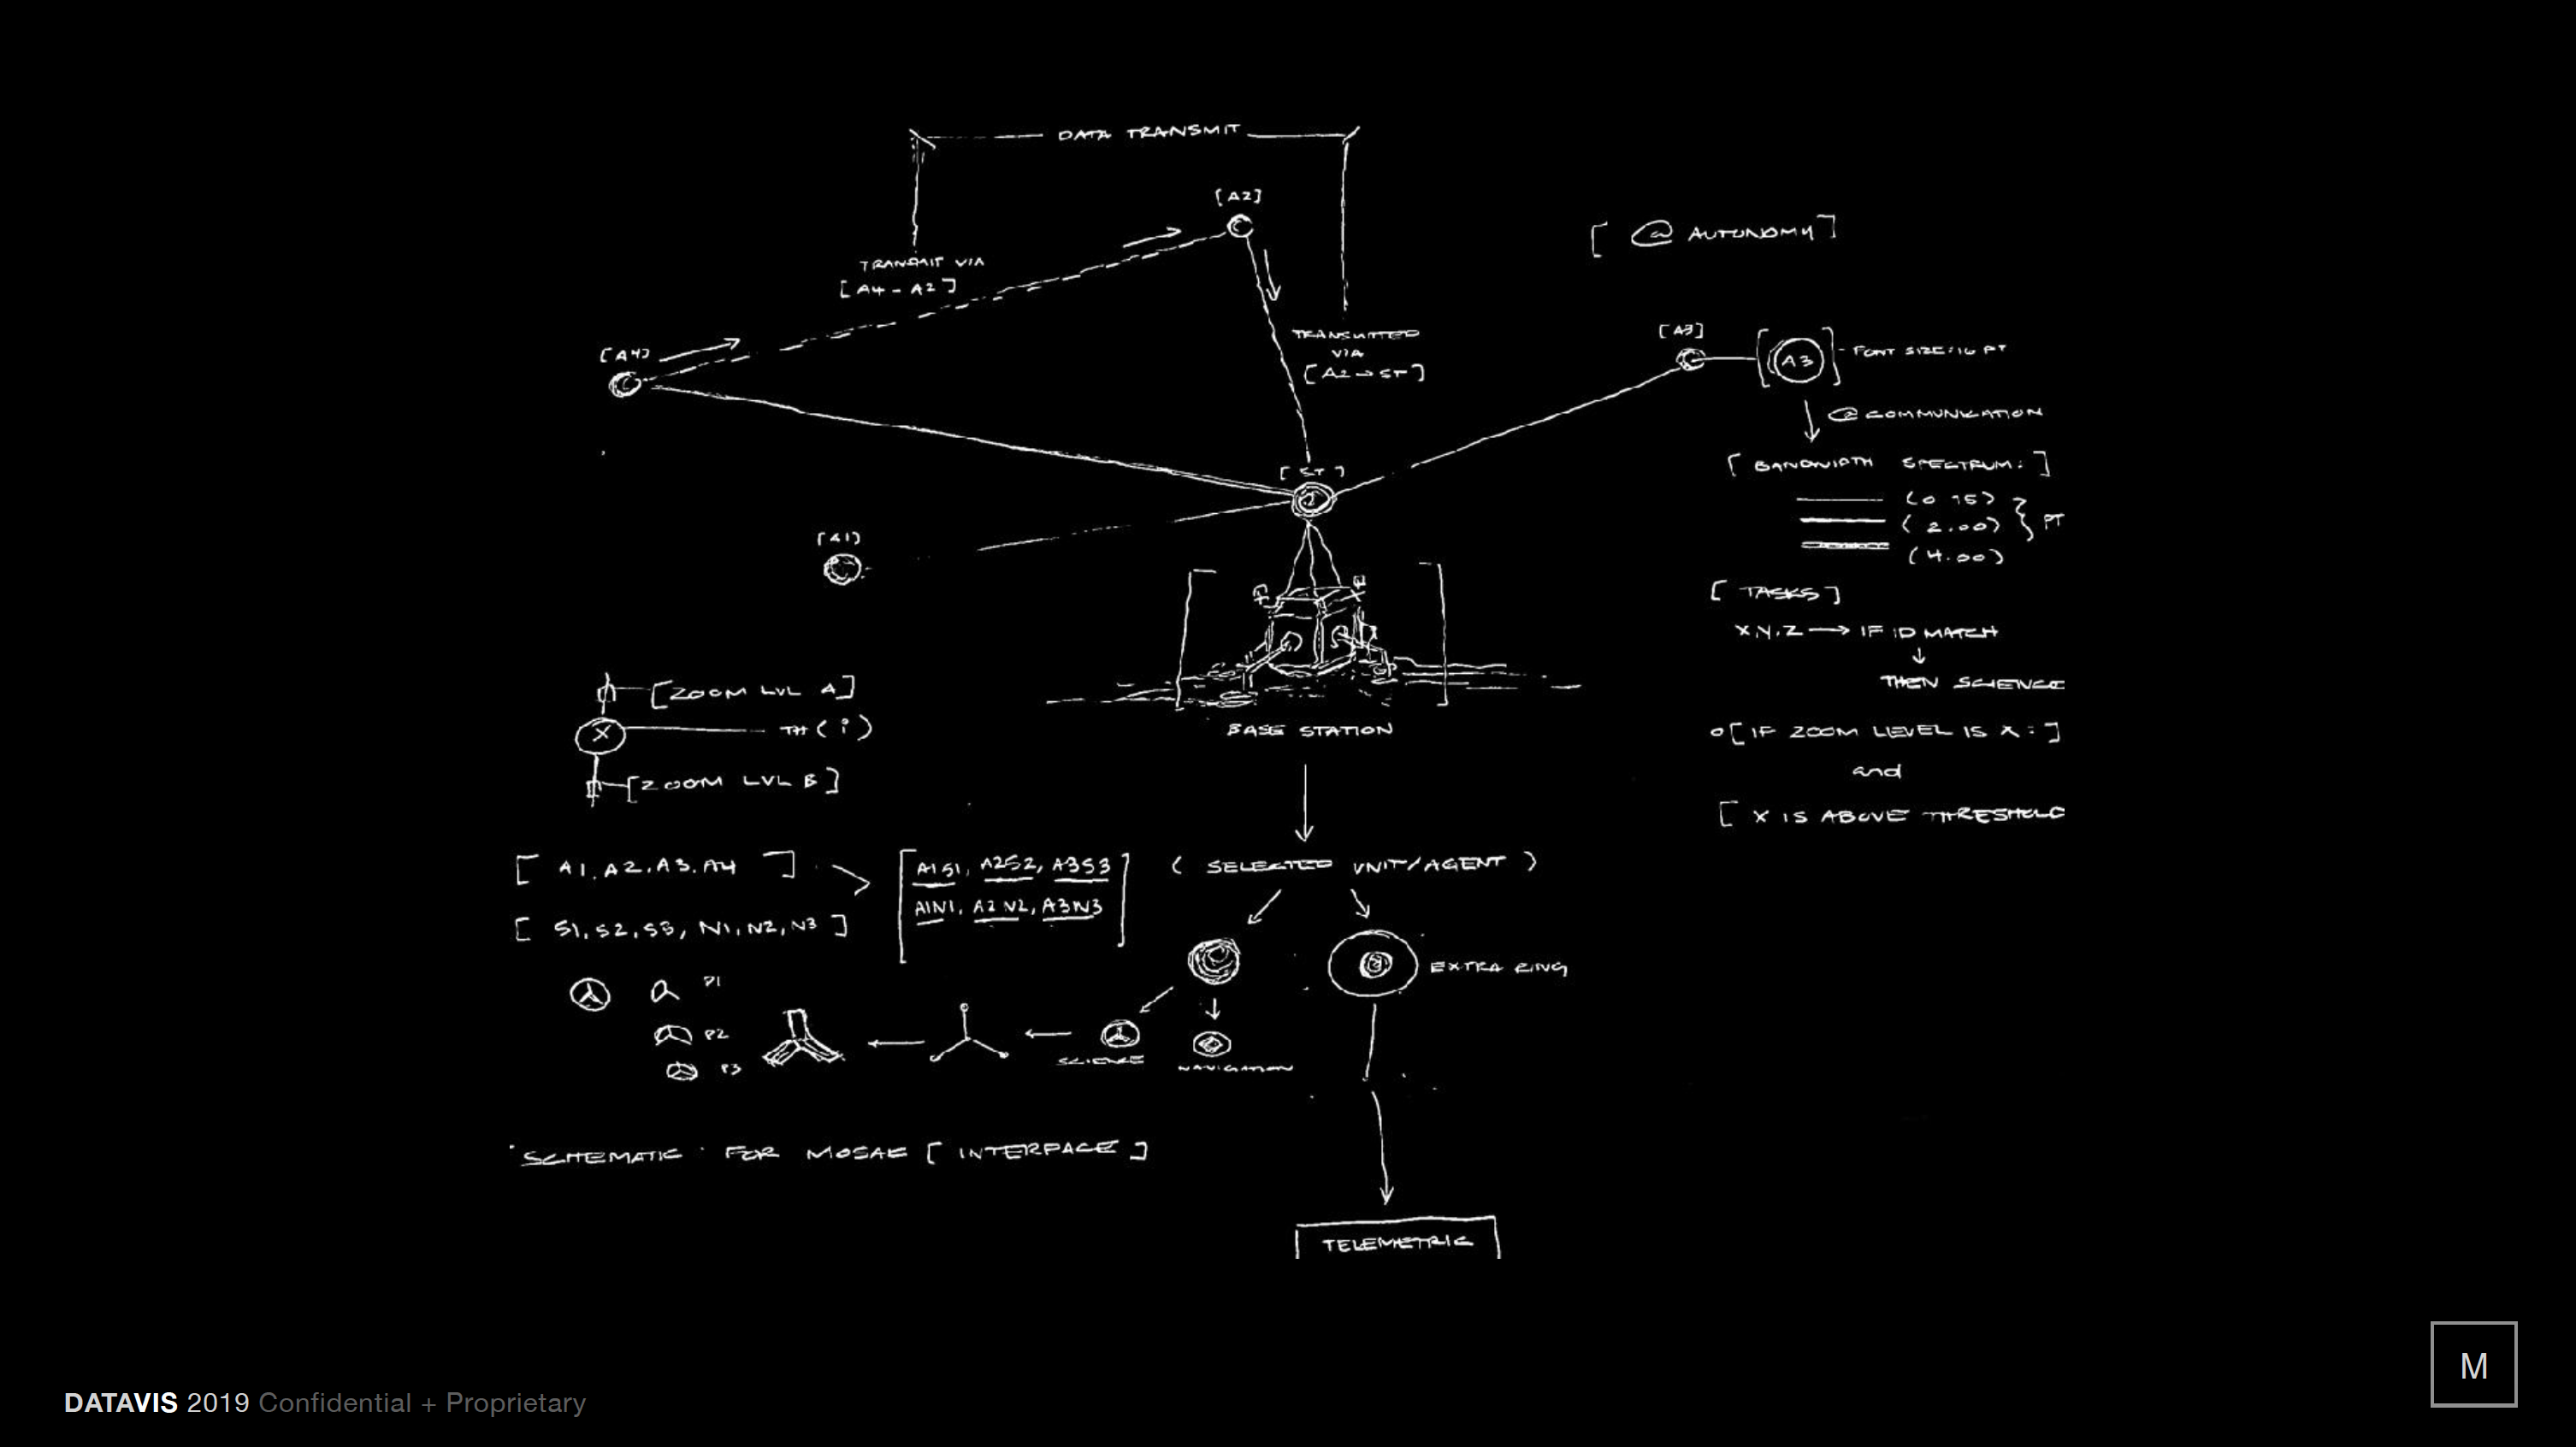 DATA TRANSMIT
[A2]
[ @ AUTONOMY ]
TRANSMIT VIA
[ A4 - A2 ]
[A4]
TRANSMITTED
VIA
[ A2 → ST ]
[A3]
[ A3 ] - FONT SIZE: 16 PT
@ COMMUNICATION
[ BANDWIDTH SPECTRUM: ]
(0.75)
(2.00) } PT
(4.00)
[ ST ]
[A1]
[ TASKS ]
X,Y,Z → IF ID MATCH
THEN SCIENCE
[ IF ZOOM LEVEL IS X : ]
and
[ X IS ABOVE THRESHOLD
[ZOOM LVL A]
X TH ( i )
[ZOOM LVL B]
BASE STATION
( SELECTED UNIT/AGENT )
[ A1, A2, A3, A4 ]
[ S1, S2, S3, N1, N2, N3 ]
[ A1S1, A2S2, A3S3
A1N1, A2N2, A3N3 ]
EXTRA RING
P1
P2
P3
SCIENCE
NAVIGATION
"SCHEMATIC" FOR MOSAIC [ INTERFACE ]
TELEMETRIC
DATAVIS 2019 Confidential + Proprietary
M